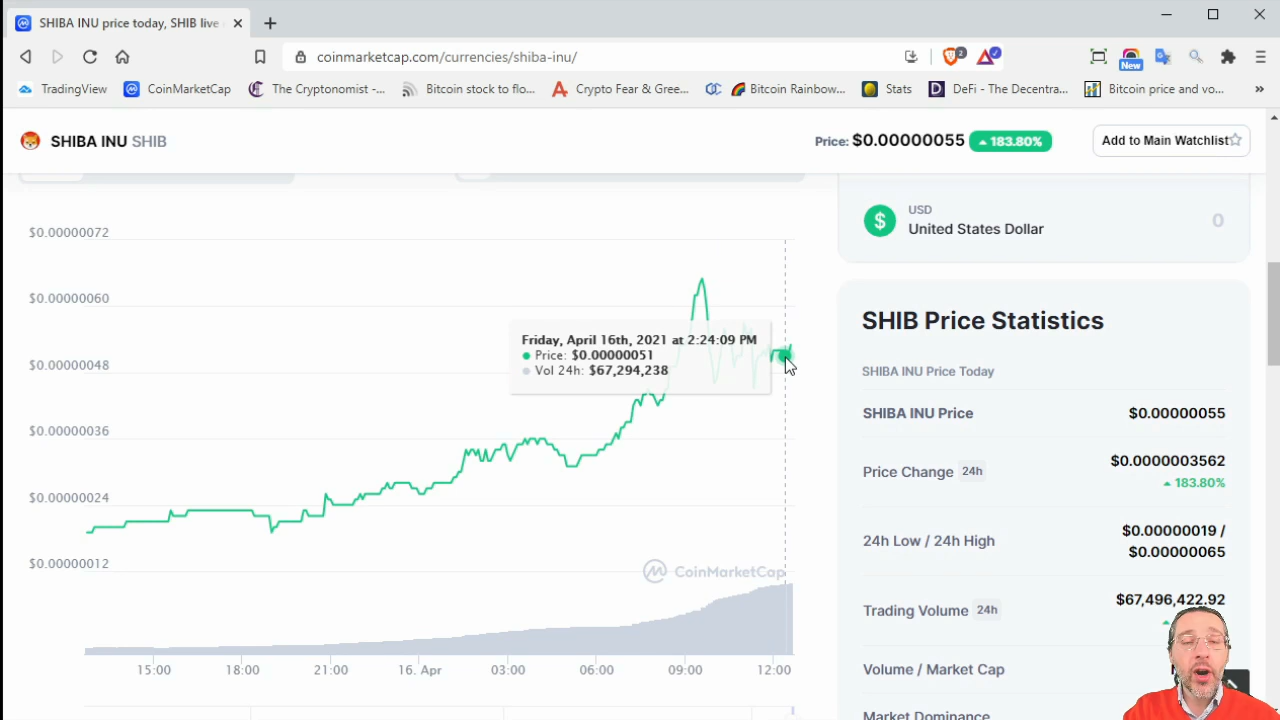 SHIBA INU price today, SHIB live
coinmarketcap.com/currencies/shiba-inu/
2
New
TradingView
CoinMarketCap
The Cryptonomist -...
Bitcoin stock to flo...
Crypto Fear & Gree...
Bitcoin Rainbow...
Stats
DeFi - The Decentra...
Bitcoin price and vo...
»
SHIBA INU SHIB
Price: $0.00000055 183.80%
Add to Main Watchlist
$0.00000072
$0.00000060
$0.00000048
$0.00000036
$0.00000024
$0.00000012
Friday, April 16th, 2021 at 2:24:09 PM
Price: $0.00000051
Vol 24h: $67,294,238
CoinMarketCap
15:00 18:00 21:00 16. Apr 03:00 06:00 09:00 12:00
$
USD
United States Dollar
0
SHIB Price Statistics
SHIBA INU Price Today
SHIBA INU Price $0.00000055
Price Change 24h $0.0000003562
183.80%
24h Low / 24h High $0.00000019 /
$0.00000065
Trading Volume 24h $67,496,422.92
Volume / Market Cap
Market Dominance